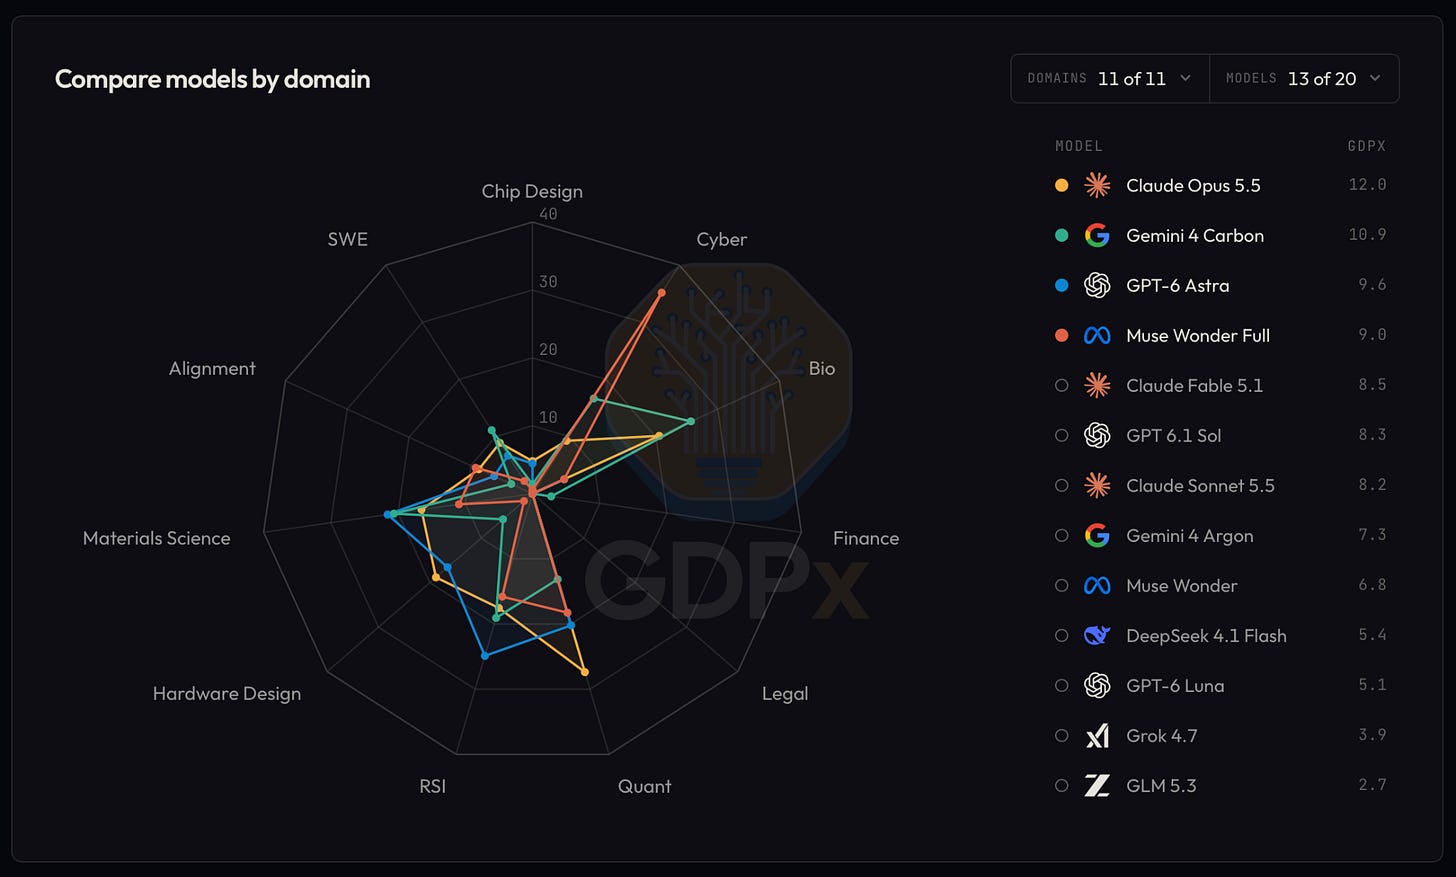 Compare models by domain
DOMAINS 11 of 11
MODELS 13 of 20
Chip Design
40
SWE
Cyber
30
20
Alignment
Bio
10
Materials Science
Finance
GDPx
Hardware Design
Legal
RSI
Quant
MODEL GDPX
Claude Opus 5.5 12.0
Gemini 4 Carbon 10.9
GPT-6 Astra 9.6
Muse Wonder Full 9.0
Claude Fable 5.1 8.5
GPT 6.1 Sol 8.3
Claude Sonnet 5.5 8.2
Gemini 4 Argon 7.3
Muse Wonder 6.8
DeepSeek 4.1 Flash 5.4
GPT-6 Luna 5.1
Grok 4.7 3.9
GLM 5.3 2.7